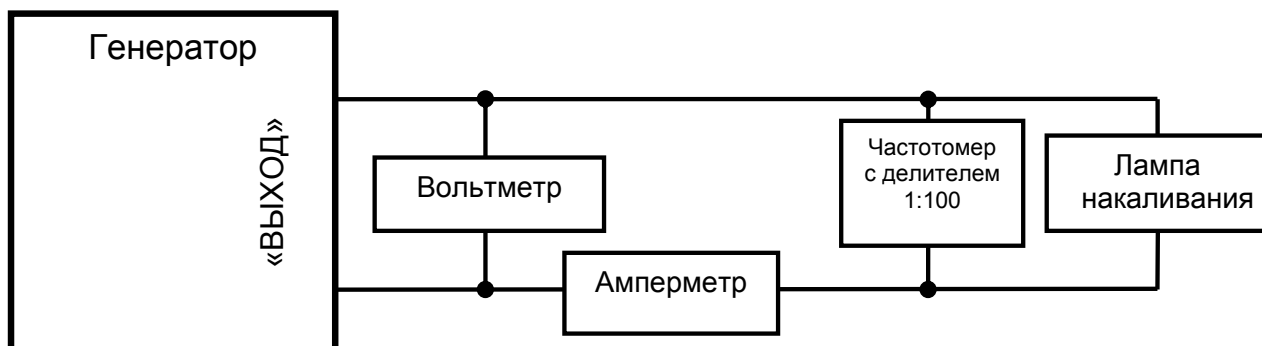 Генератор
«ВЫХОД»
Вольтметр
Амперметр
Частотомер
с делителем
1:100
Лампа
накаливания